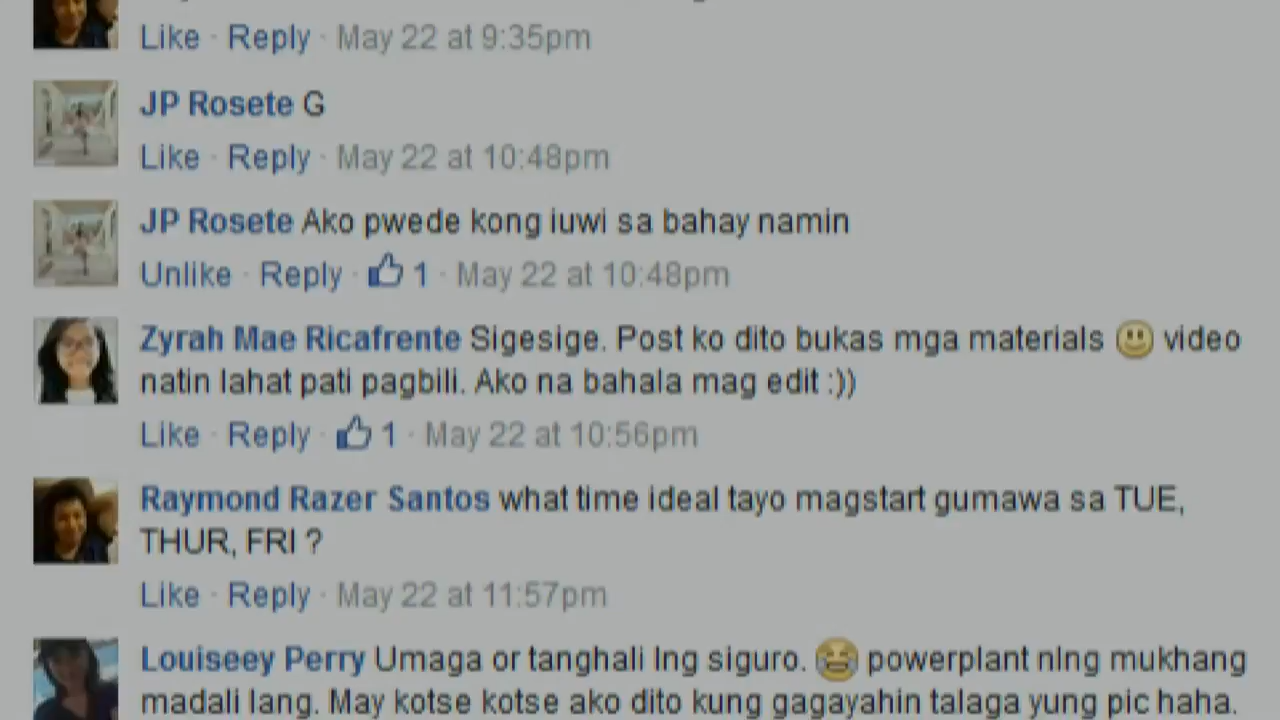 Like · Reply · May 22 at 9:35pm
JP Rosete G
Like · Reply · May 22 at 10:48pm
JP Rosete Ako pwede kong iuwi sa bahay namin
Unlike · Reply · 1 · May 22 at 10:48pm
Zyrah Mae Ricafrente Sigesige. Post ko dito bukas mga materials 🙂 video
natin lahat pati pagbili. Ako na bahala mag edit :))
Like · Reply · 1 · May 22 at 10:56pm
Raymond Razer Santos what time ideal tayo magstart gumawa sa TUE,
THUR, FRI ?
Like · Reply · May 22 at 11:57pm
Louiseey Perry Umaga or tanghali lng siguro. 😂 powerplant nlng mukhang
madali lang. May kotse kotse ako dito kung gagayahin talaga yung pic haha.